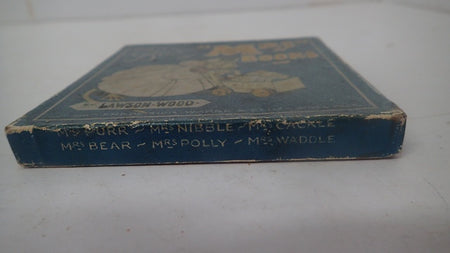 LAWSON-WOOD
MRS PURR ~ MRS NIBBLE ~ MRS CACKLE
MRS BEAR ~ MRS POLLY ~ MRS WADDLE